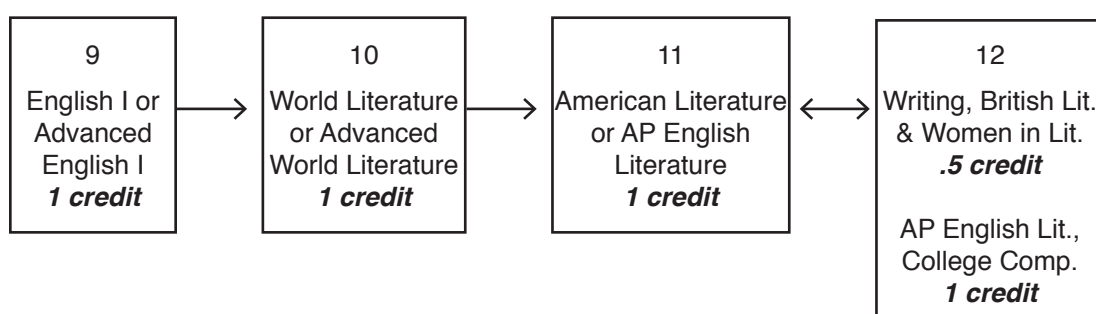 9
English I or
Advanced
English I
1 credit
10
World Literature
or Advanced
World Literature
1 credit
11
American Literature
or AP English
Literature
1 credit
12
Writing, British Lit.
& Women in Lit.
.5 credit
AP English Lit.,
College Comp.
1 credit